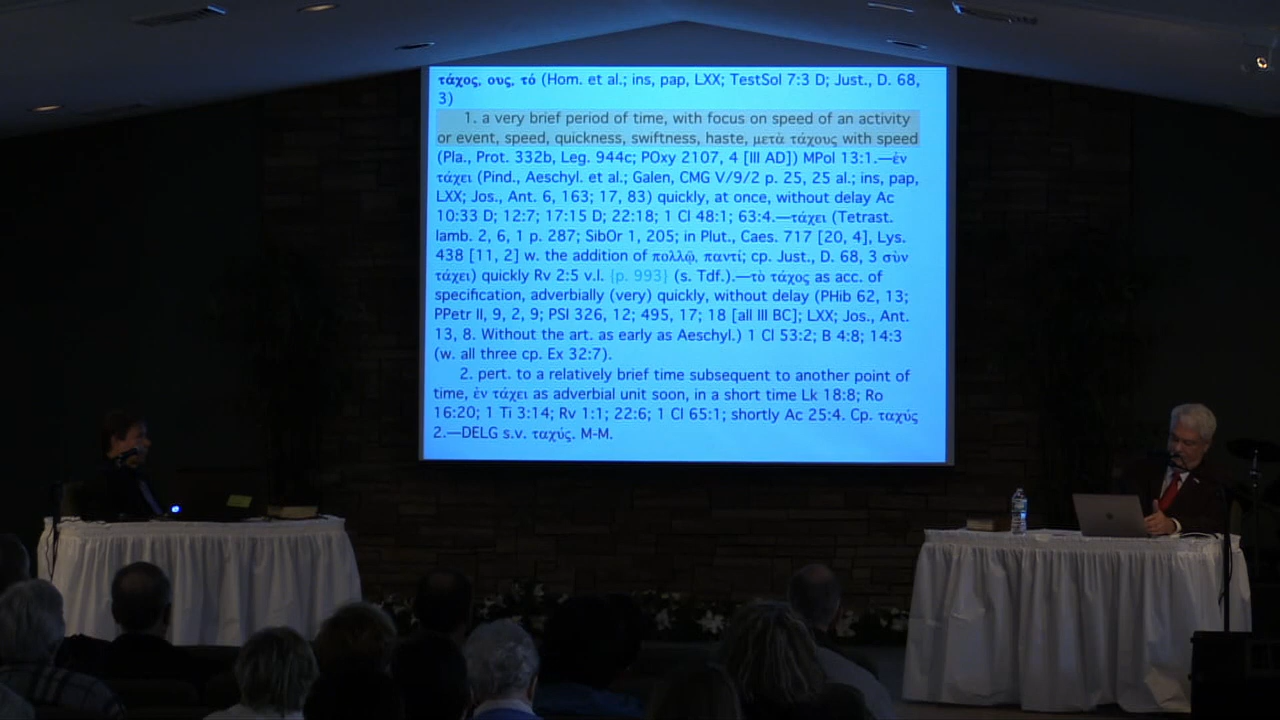 τάχος, ους, τό (Hom. et al.; ins, pap, LXX; TestSol 7:3 D; Just., D. 68,
3)
1. a very brief period of time, with focus on speed of an activity
or event, speed, quickness, swiftness, haste, μετὰ τάχους with speed
(Pla., Prot. 332b, Leg. 944c; POxy 2107, 4 [III AD]) MPol 13:1.—ἐν
τάχει (Pind., Aeschyl. et al.; Galen, CMG V/9/2 p. 25, 25 al.; ins, pap,
LXX; Jos., Ant. 6, 163; 17, 83) quickly, at once, without delay Ac
10:33 D; 12:7; 17:15 D; 22:18; 1 Cl 48:1; 63:4.—τάχει (Tetrast.
Iamb. 2, 6, 1 p. 287; SibOr 1, 205; in Plut., Caes. 717 [20, 4], Lys.
438 [11, 2] w. the addition of πολλῷ, παντί; cp. Just., D. 68, 3 σὺν
τάχει) quickly Rv 2:5 v.l. {p. 993} (s. Tdf.).—τὸ τάχος as acc. of
specification, adverbially (very) quickly, without delay (PHib 62, 13;
PPetr II, 9, 2, 9; PSI 326, 12; 495, 17; 18 [all III BC]; LXX; Jos., Ant.
13, 8. Without the art. as early as Aeschyl.) 1 Cl 53:2; B 4:8; 14:3
(w. all three cp. Ex 32:7).
2. pert. to a relatively brief time subsequent to another point of
time, ἐν τάχει as adverbial unit soon, in a short time Lk 18:8; Ro
16:20; 1 Ti 3:14; Rv 1:1; 22:6; 1 Cl 65:1; shortly Ac 25:4. Cp. ταχύς
2.—DELG s.v. ταχύς. M-M.